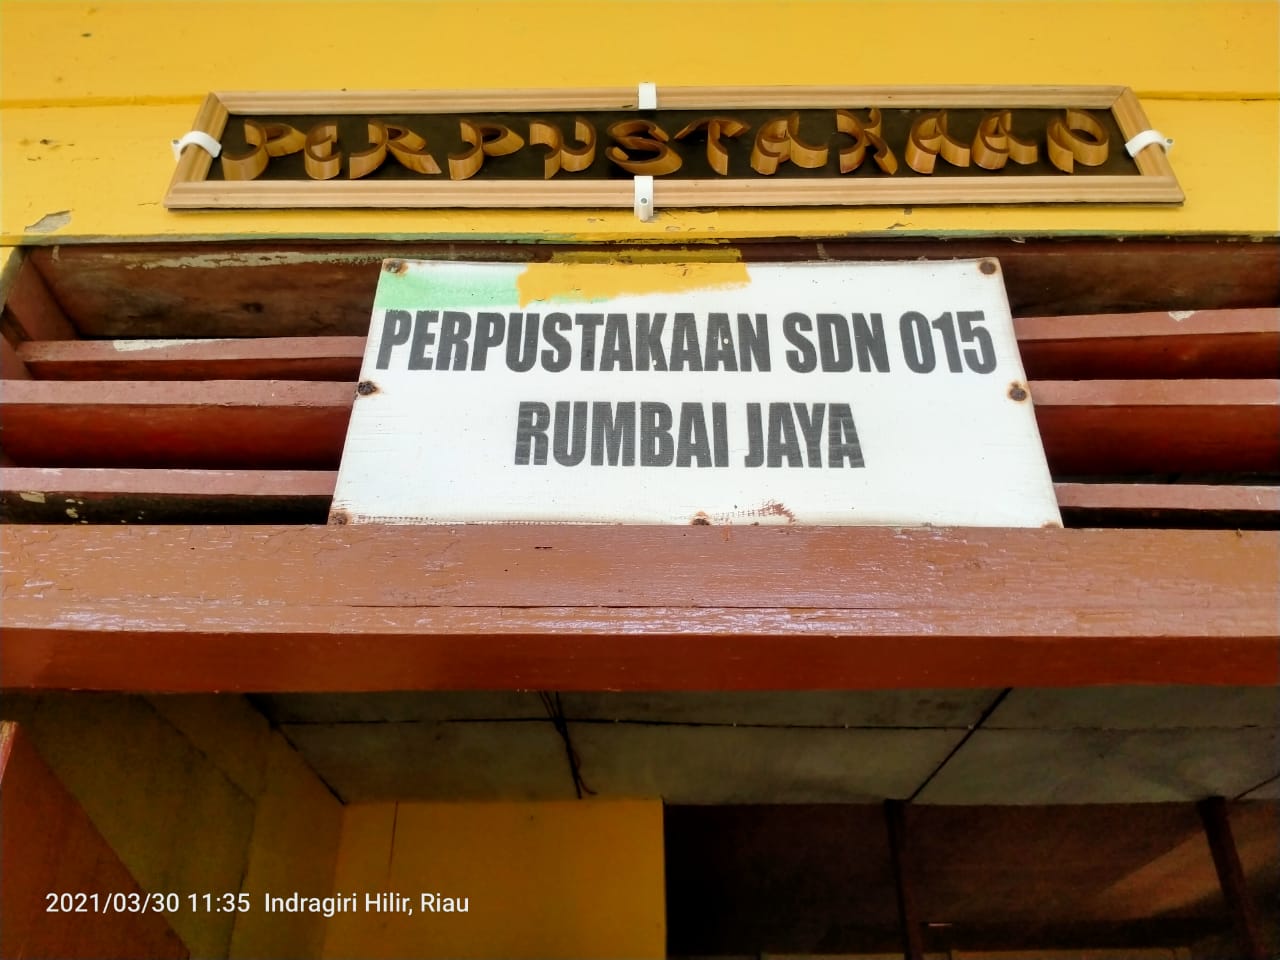 PERPUSTAKAAN
PERPUSTAKAAN SDN 015
RUMBAI JAYA
2021/03/30 11:35 Indragiri Hilir, Riau